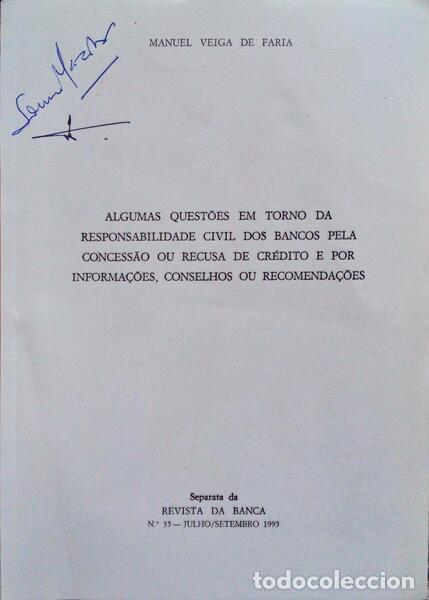 MANUEL VEIGA DE FARIA
ALGUMAS QUESTÕES EM TORNO DA
RESPONSABILIDADE CIVIL DOS BANCOS PELA
CONCESSÃO OU RECUSA DE CRÉDITO E POR
INFORMAÇÕES, CONSELHOS OU RECOMENDAÇÕES
Separata da
REVISTA DA BANCA
N.º 35 — JULHO/SETEMBRO 1995
todocoleccion